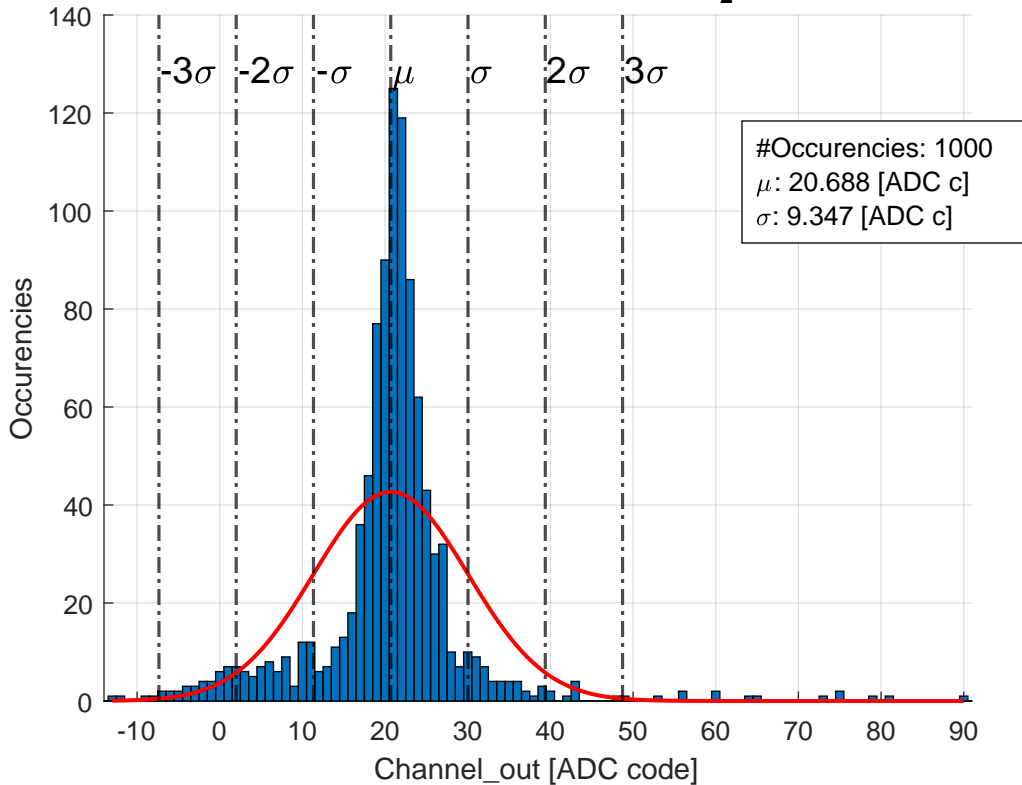 2
140
120
100
80
60
40
20
0
-3σ -2σ -σ μ σ 2σ 3σ
#Occurencies: 1000
μ: 20.688 [ADC c]
σ: 9.347 [ADC c]
Occurencies
-10 0 10 20 30 40 50 60 70 80 90
Channel_out [ADC code]